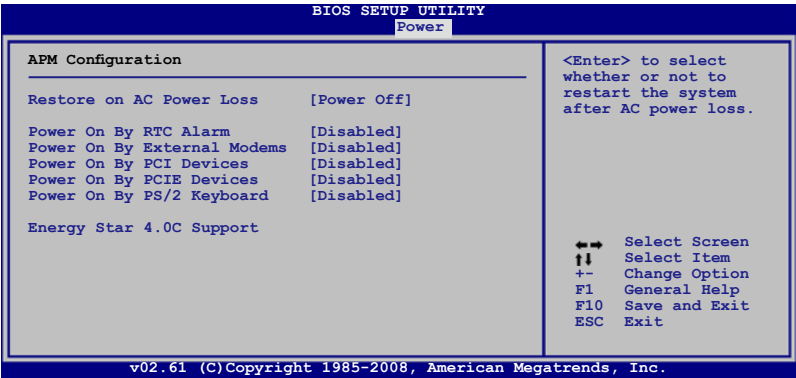 BIOS SETUP UTILITY
Power
APM Configuration
Restore on AC Power Loss [Power Off]
Power On By RTC Alarm [Disabled]
Power On By External Modems [Disabled]
Power On By PCI Devices [Disabled]
Power On By PCIE Devices [Disabled]
Power On By PS/2 Keyboard [Disabled]
Energy Star 4.0C Support
<Enter> to select
whether or not to
restart the system
after AC power loss.
←→ Select Screen
↑↓ Select Item
+- Change Option
F1 General Help
F10 Save and Exit
ESC Exit
v02.61 (C)Copyright 1985-2008, American Megatrends, Inc.